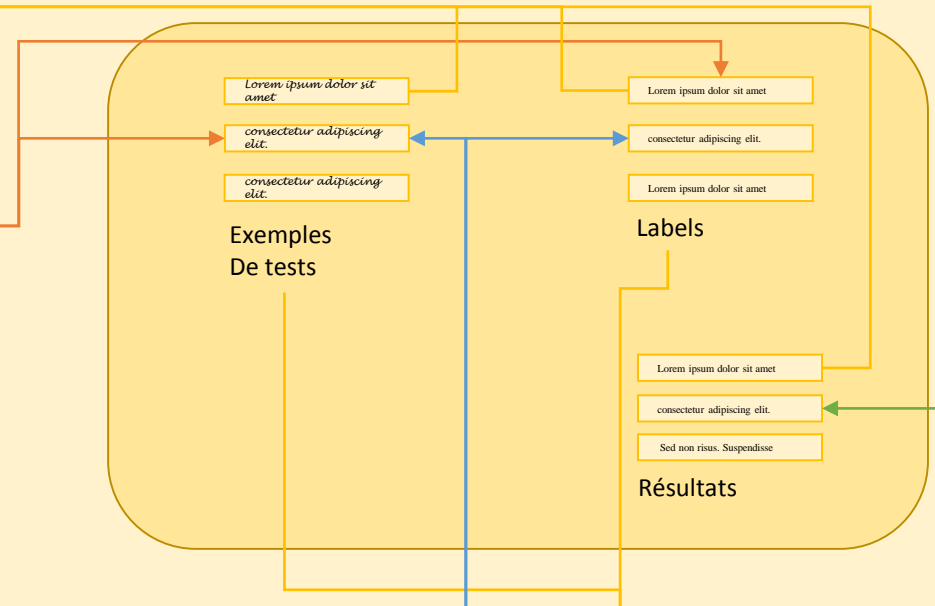 Lorem ipsum dolor sit
amet
consectetur adipiscing
elit.
consectetur adipiscing
elit.
Exemples
De tests
Lorem ipsum dolor sit amet
consectetur adipiscing elit.
Lorem ipsum dolor sit amet
Labels
Lorem ipsum dolor sit amet
consectetur adipiscing elit.
Sed non risus. Suspendisse
Résultats